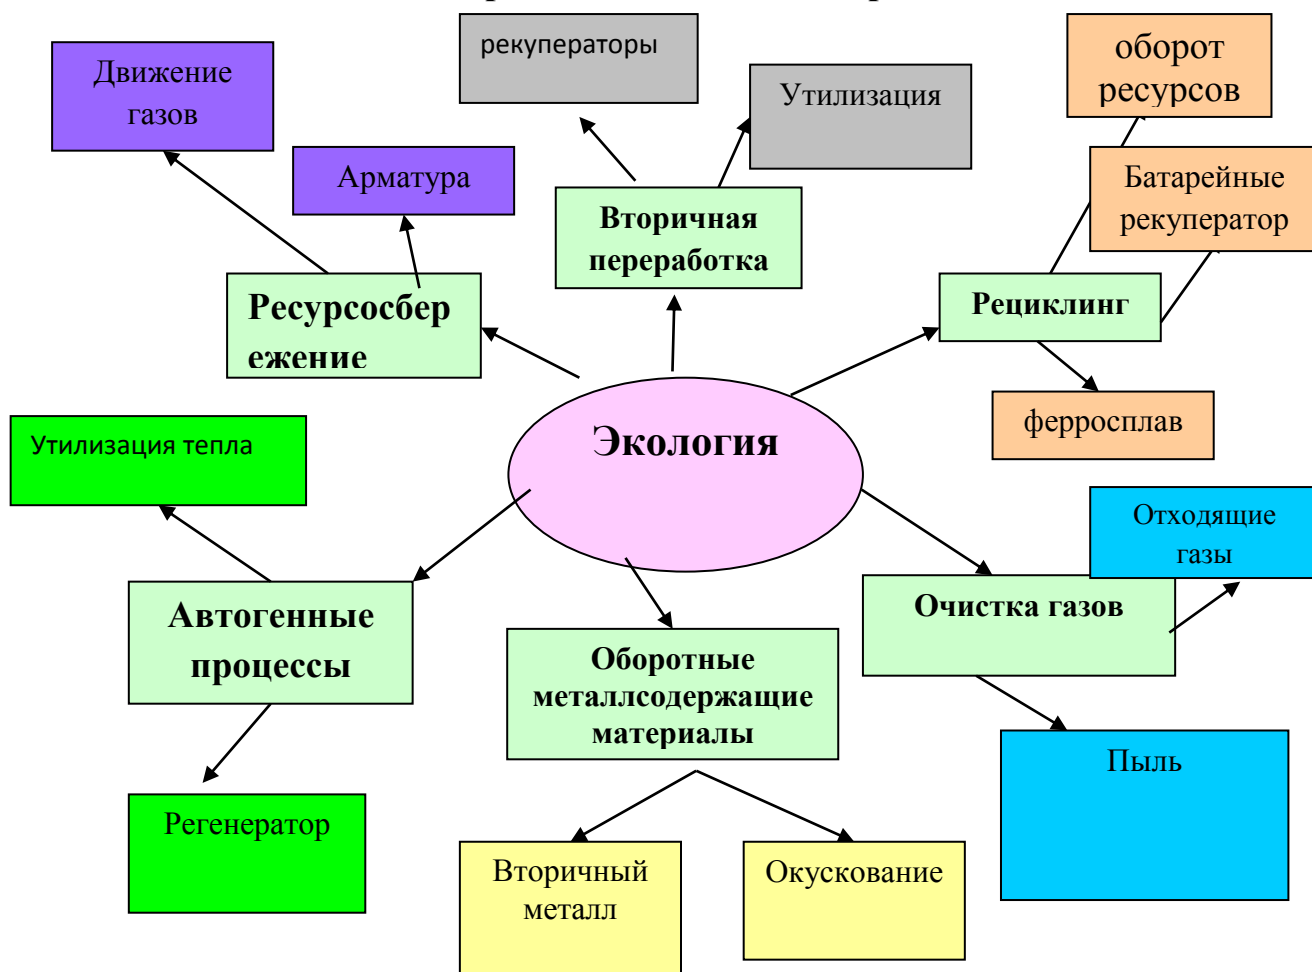 рекуператоры
оборот
ресурсов
Движение
газов
Утилизация
Арматура
Батарейные
рекуператор
Вторичная
переработка
Ресурсосбер
ежение
Рециклинг
ферросплав
Экология
Утилизация тепла
Отходящие
газы
Автогенные
процессы
Очистка газов
Оборотные
металлсодержащие
материалы
Пыль
Регенератор
Вторичный
металл
Окускование